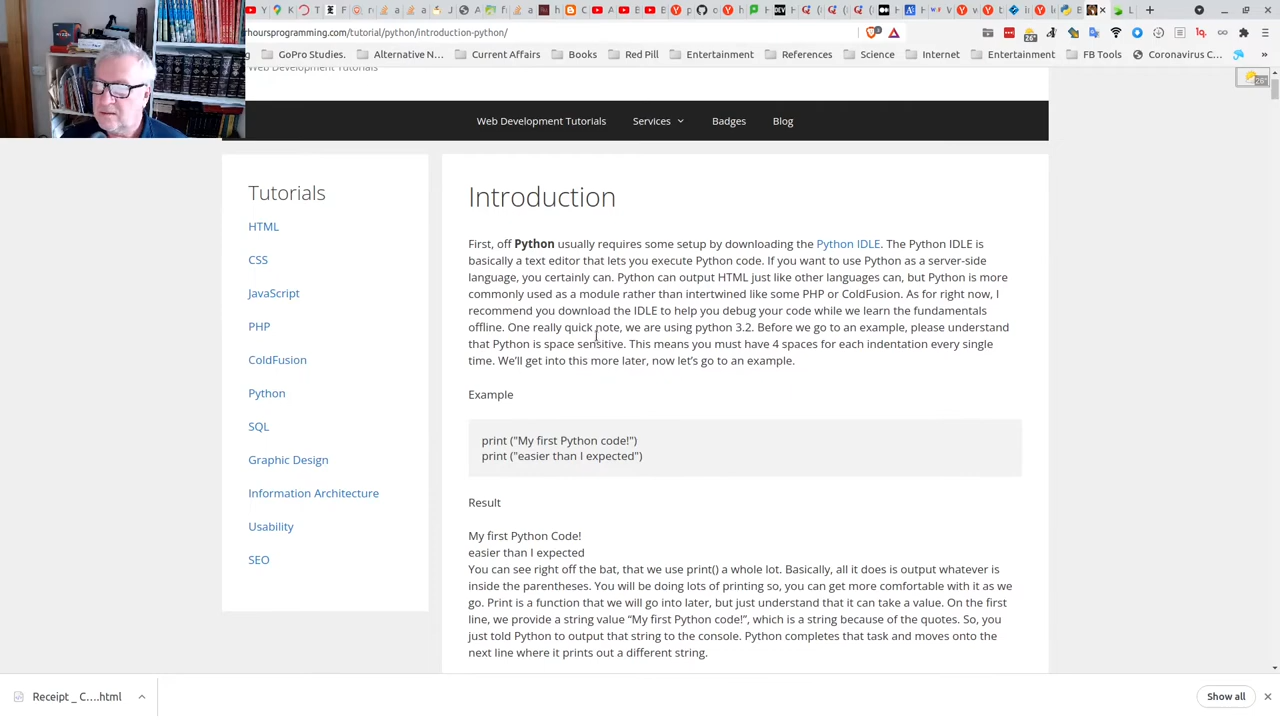 rhoursprogramming.com/tutorial/python/introduction-python/
GoPro Studies.
Alternative N...
Current Affairs
Books
Red Pill
Entertainment
References
Science
Internet
Entertainment
FB Tools
Coronavirus C...
Web Development Tutorials
26°
Web Development Tutorials
Services
Badges
Blog
Tutorials
HTML
CSS
JavaScript
PHP
ColdFusion
Python
SQL
Graphic Design
Information Architecture
Usability
SEO
Introduction
First, off Python usually requires some setup by downloading the Python IDLE. The Python IDLE is
basically a text editor that lets you execute Python code. If you want to use Python as a server-side
language, you certainly can. Python can output HTML just like other languages can, but Python is more
commonly used as a module rather than intertwined like some PHP or ColdFusion. As for right now, I
recommend you download the IDLE to help you debug your code while we learn the fundamentals
offline. One really quick note, we are using python 3.2. Before we go to an example, please understand
that Python is space sensitive. This means you must have 4 spaces for each indentation every single
time. We'll get into this more later, now let's go to an example.
Example
print ("My first Python code!")
print ("easier than I expected")
Result
My first Python Code!
easier than I expected
You can see right off the bat, that we use print() a whole lot. Basically, all it does is output whatever is
inside the parentheses. You will be doing lots of printing so, you can get more comfortable with it as we
go. Print is a function that we will go into later, but just understand that it can take a value. On the first
line, we provide a string value “My first Python code!”, which is a string because of the quotes. So, you
just told Python to output that string to the console. Python completes that task and moves onto the
next line where it prints out a different string.
Receipt _ C....html
Show all